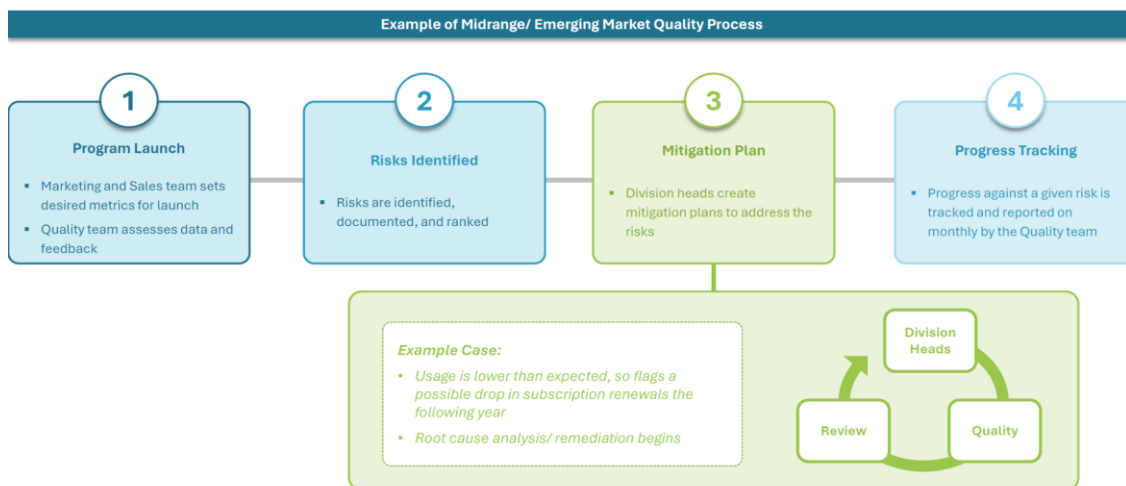 Example of Midrange/ Emerging Market Quality Process
1
Program Launch
▪ Marketing and Sales team sets
desired metrics for launch
▪ Quality team assesses data and
feedback
2
Risks Identified
▪ Risks are identified,
documented, and ranked
3
Mitigation Plan
▪ Division heads create
mitigation plans to address the
risks
4
Progress Tracking
▪ Progress against a given risk is
tracked and reported on
monthly by the Quality team
Example Case:
• Usage is lower than expected, so flags a
possible drop in subscription renewals the
following year
• Root cause analysis/ remediation begins
Division
Heads
Review
Quality